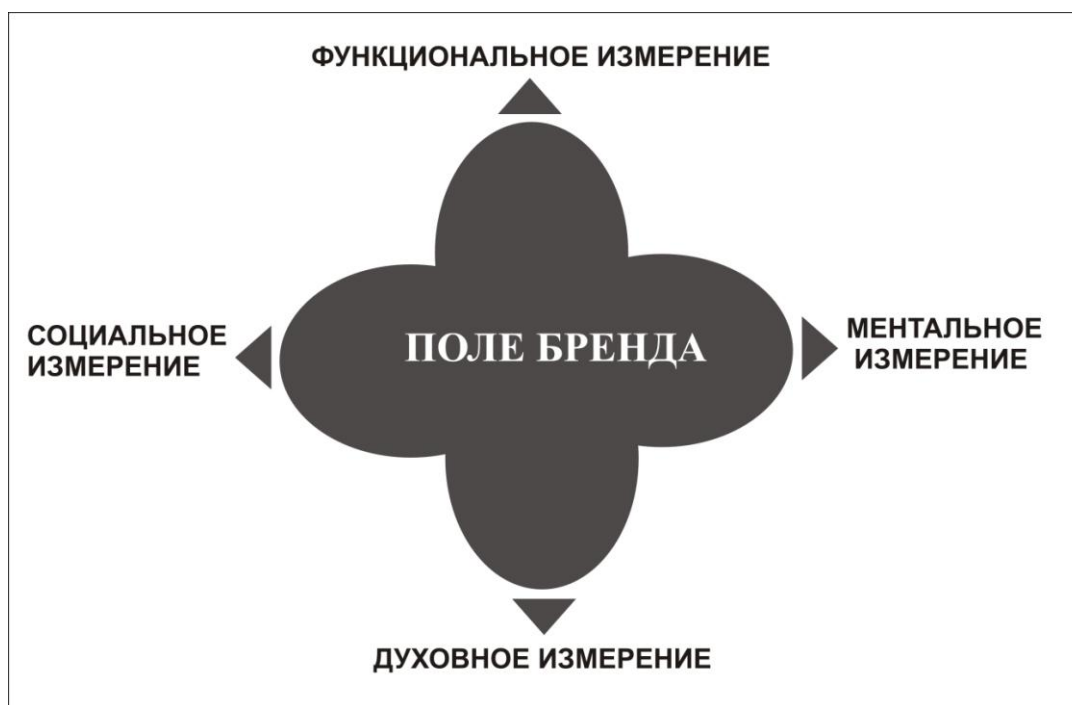 ФУНКЦИОНАЛЬНОЕ ИЗМЕРЕНИЕ
СОЦИАЛЬНОЕ
ИЗМЕРЕНИЕ
ПОЛЕ БРЕНДА
МЕНТАЛЬНОЕ
ИЗМЕРЕНИЕ
ДУХОВНОЕ ИЗМЕРЕНИЕ